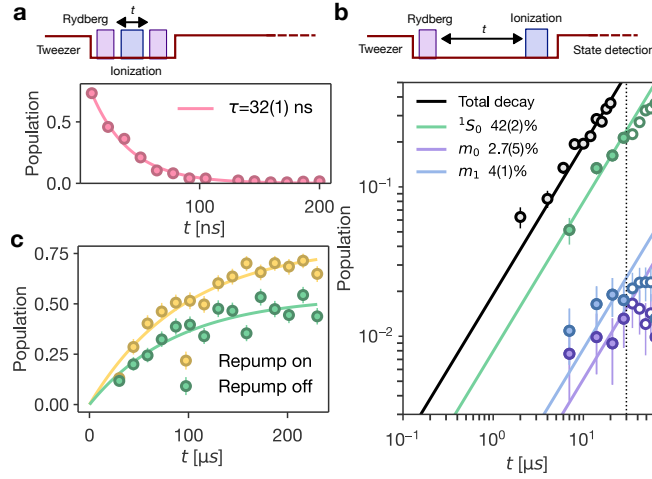 a
t
Rydberg
Tweezer
Ionization
τ=32(1) ns
Population
0.5
0.0
0
100
200
t [ns]
c
Population
0.75
0.50
0.25
0.00
Repump on
Repump off
0
100
200
t [μs]
b
Rydberg
Ionization
t
Tweezer
State detection
Total decay
¹S₀ 42(2)%
m₀ 2.7(5)%
m₁ 4(1)%
Population
10⁻¹
10⁻²
10⁻¹
10⁰
10¹
t [μs]